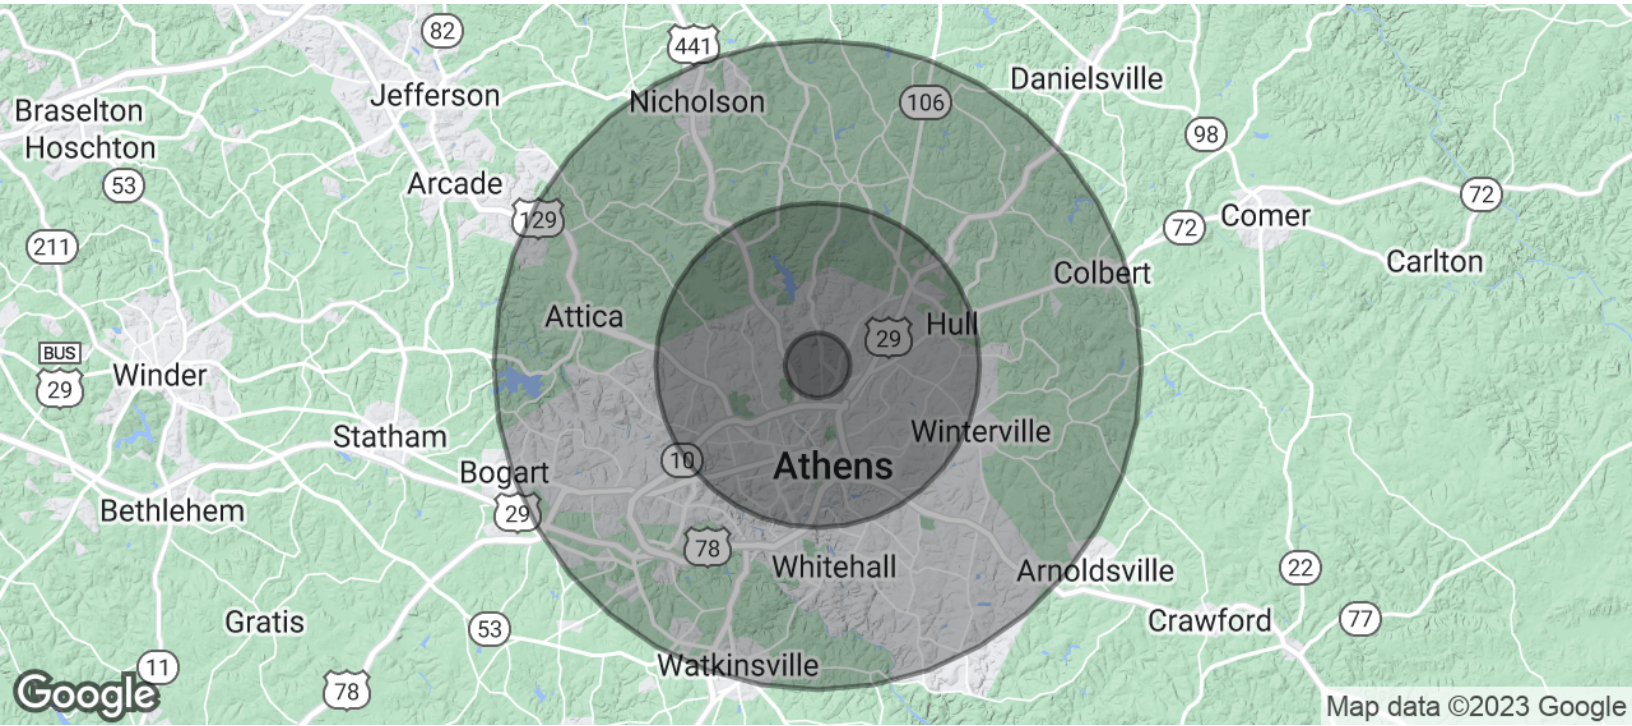 82
441
Jefferson
Nicholson
106
Danielsville
Braselton
Hoschton
98
53
Arcade
129
72
Comer
72
211
Carlton
Colbert
Attica
Hull
29
BUS
29
Winder
Statham
Winterville
10
Athens
Bogart
Bethlehem
29
78
Whitehall
Arnoldsville
22
Gratis
53
Crawford
77
Watkinsville
11
Google
78
Map data ©2023 Google